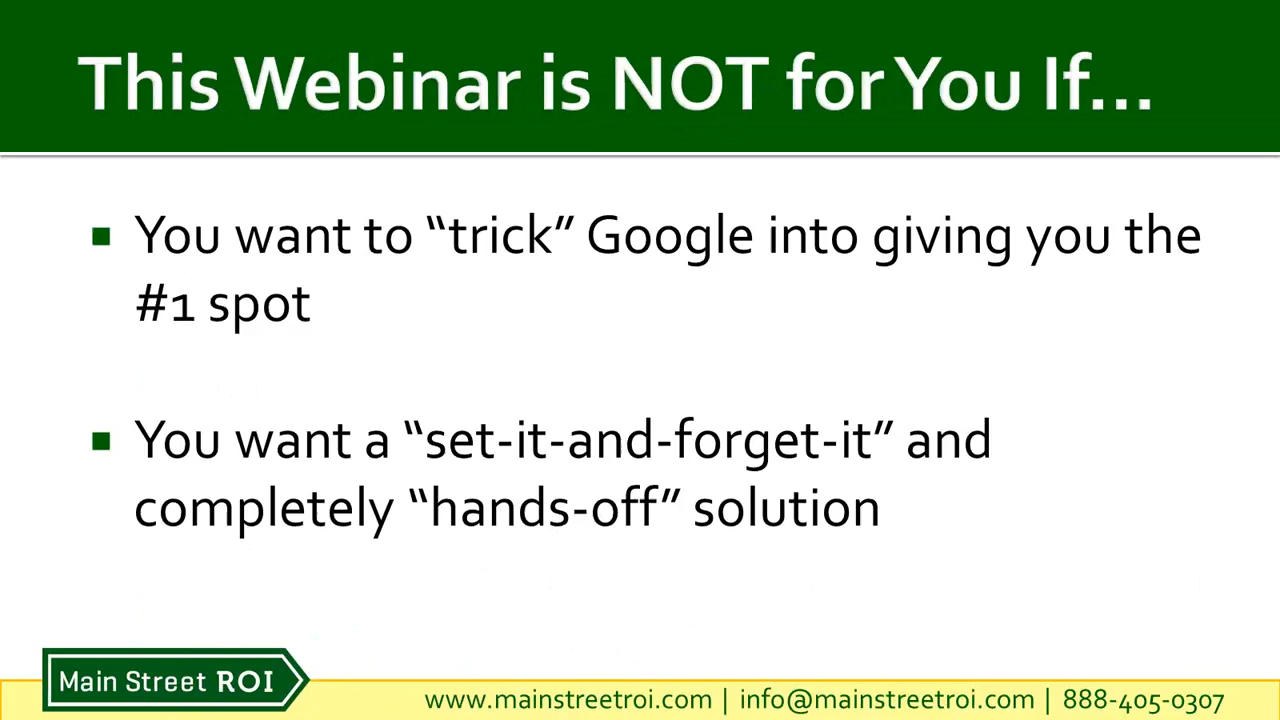 This Webinar is NOT for You If...
▪ You want to “trick” Google into giving you the
#1 spot
▪ You want a “set-it-and-forget-it” and
completely “hands-off” solution
Main Street ROI
www.mainstreetroi.com | info@mainstreetroi.com | 888-405-0307